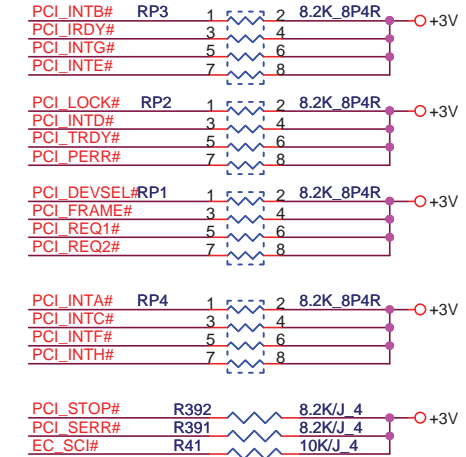 PCI_INTB# RP3 1 2 8.2K_8P4R +3V
PCI_IRDY# 3 4
PCI_INTG# 5 6
PCI_INTE# 7 8
PCI_LOCK# RP2 1 2 8.2K_8P4R +3V
PCI_INTD# 3 4
PCI_TRDY# 5 6
PCI_PERR# 7 8
PCI_DEVSEL# RP1 1 2 8.2K_8P4R +3V
PCI_FRAME# 3 4
PCI_REQ1# 5 6
PCI_REQ2# 7 8
PCI_INTA# RP4 1 2 8.2K_8P4R +3V
PCI_INTC# 3 4
PCI_INTF# 5 6
PCI_INTH# 7 8
PCI_STOP# R392 8.2K/J_4 +3V
PCI_SERR# R391 8.2K/J_4
EC_SCI# R41 10K/J_4